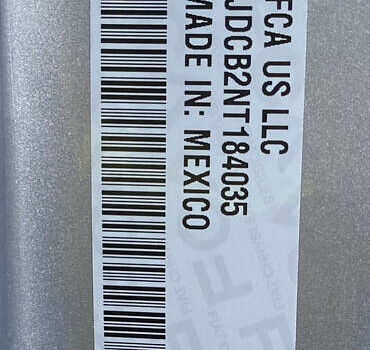 FCA US LLC
JDCB2NT184035
MADE IN: MEXICO